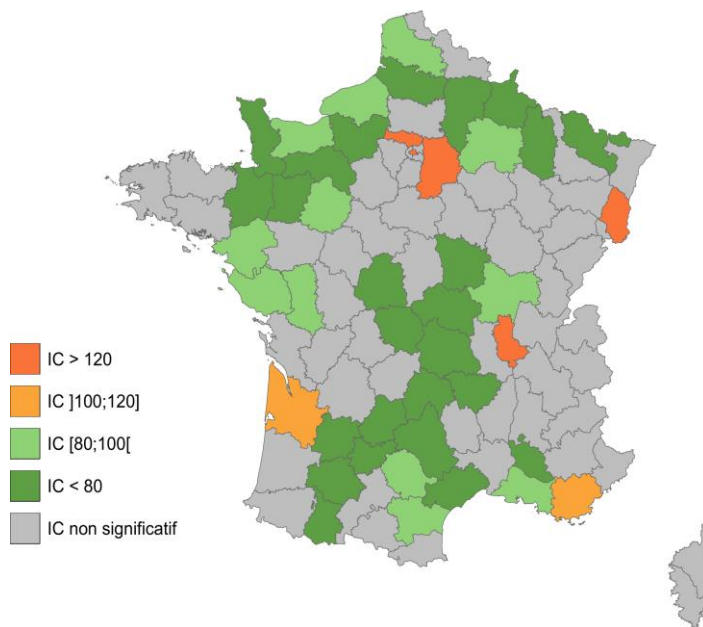 IC > 120
IC ]100;120]
IC [80;100[
IC < 80
IC non significatif